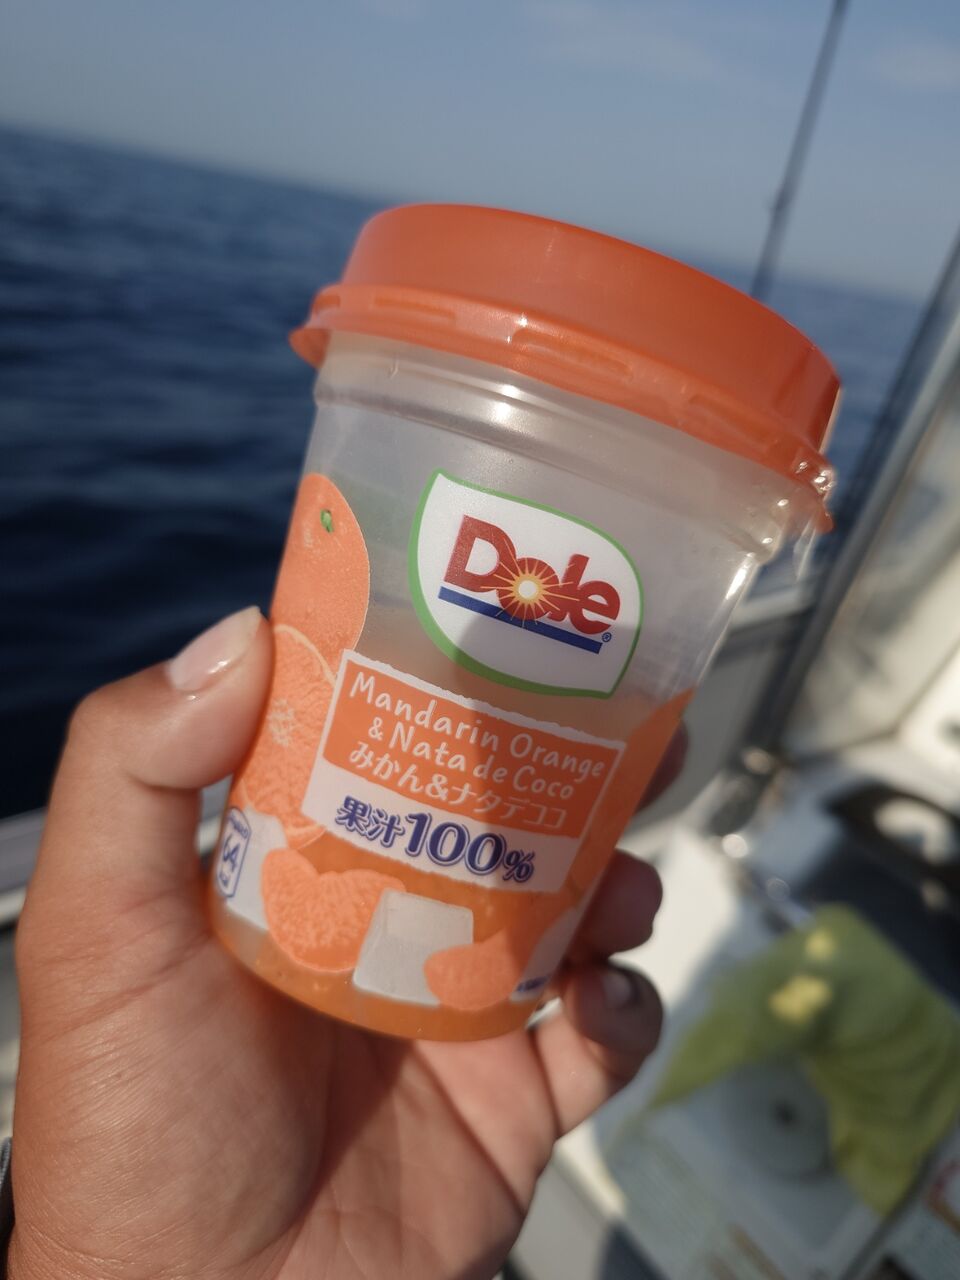 Dole®
Mandarin Orange
& Nata de Coco
みかん&ナタデココ
果汁100%
64